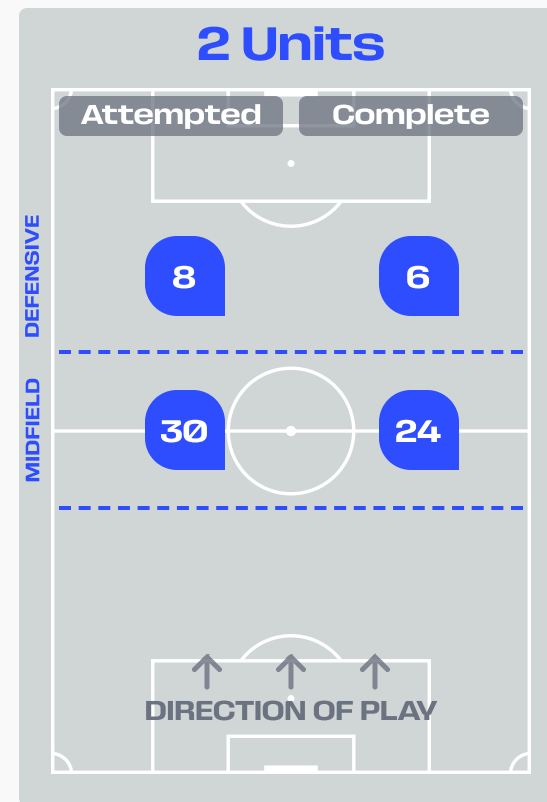 2 Units
Attempted Complete
DEFENSIVE
8 6
MIDFIELD
30 24
DIRECTION OF PLAY